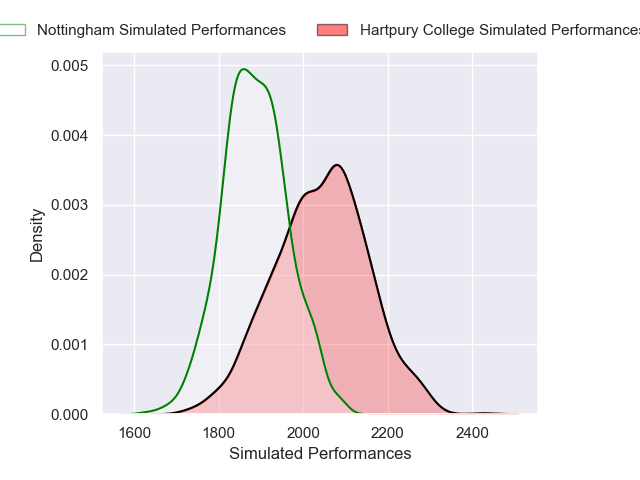 Nottingham Simulated Performances
Hartpury College Simulated Performances
0.005
0.004
0.003
0.002
0.001
0.000
Density
1600
1800
2000
2200
2400
Simulated Performances